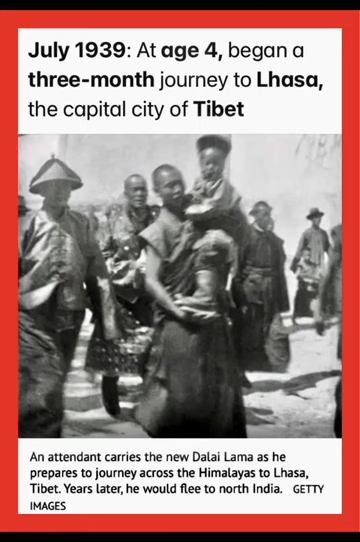 July 1939: At age 4, began a
three-month journey to Lhasa,
the capital city of Tibet
An attendant carries the new Dalai Lama as he
prepares to journey across the Himalayas to Lhasa,
Tibet. Years later, he would flee to north India. GETTY
IMAGES